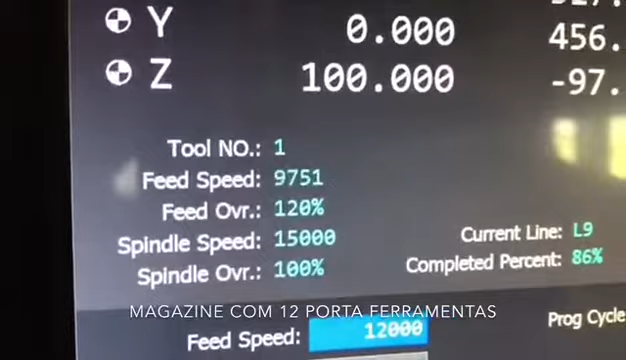 Y 0.000 456.
Z 100.000 -97.
Tool NO.: 1
Feed Speed: 9751
Feed Ovr.: 120%
Spindle Speed: 15000
Spindle Ovr.: 100%
Current Line: L9
Completed Percent: 86%
MAGAZINE COM 12 PORTA FERRAMENTAS
Feed Speed: 12000
Prog Cycle